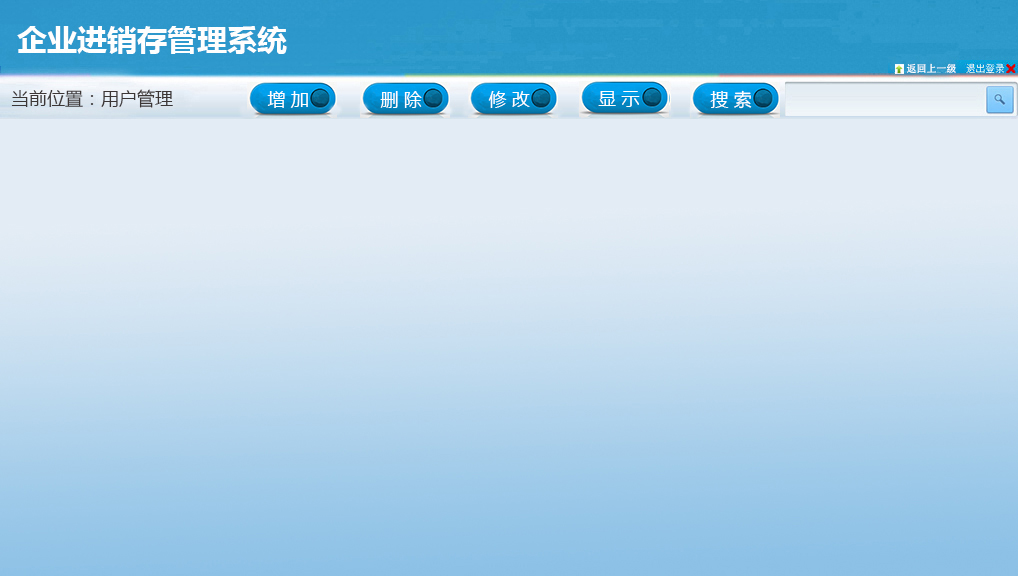 企业进销存管理系统
返回上一级 退出登录
当前位置：用户管理 增加 删除 修改 显示 搜索